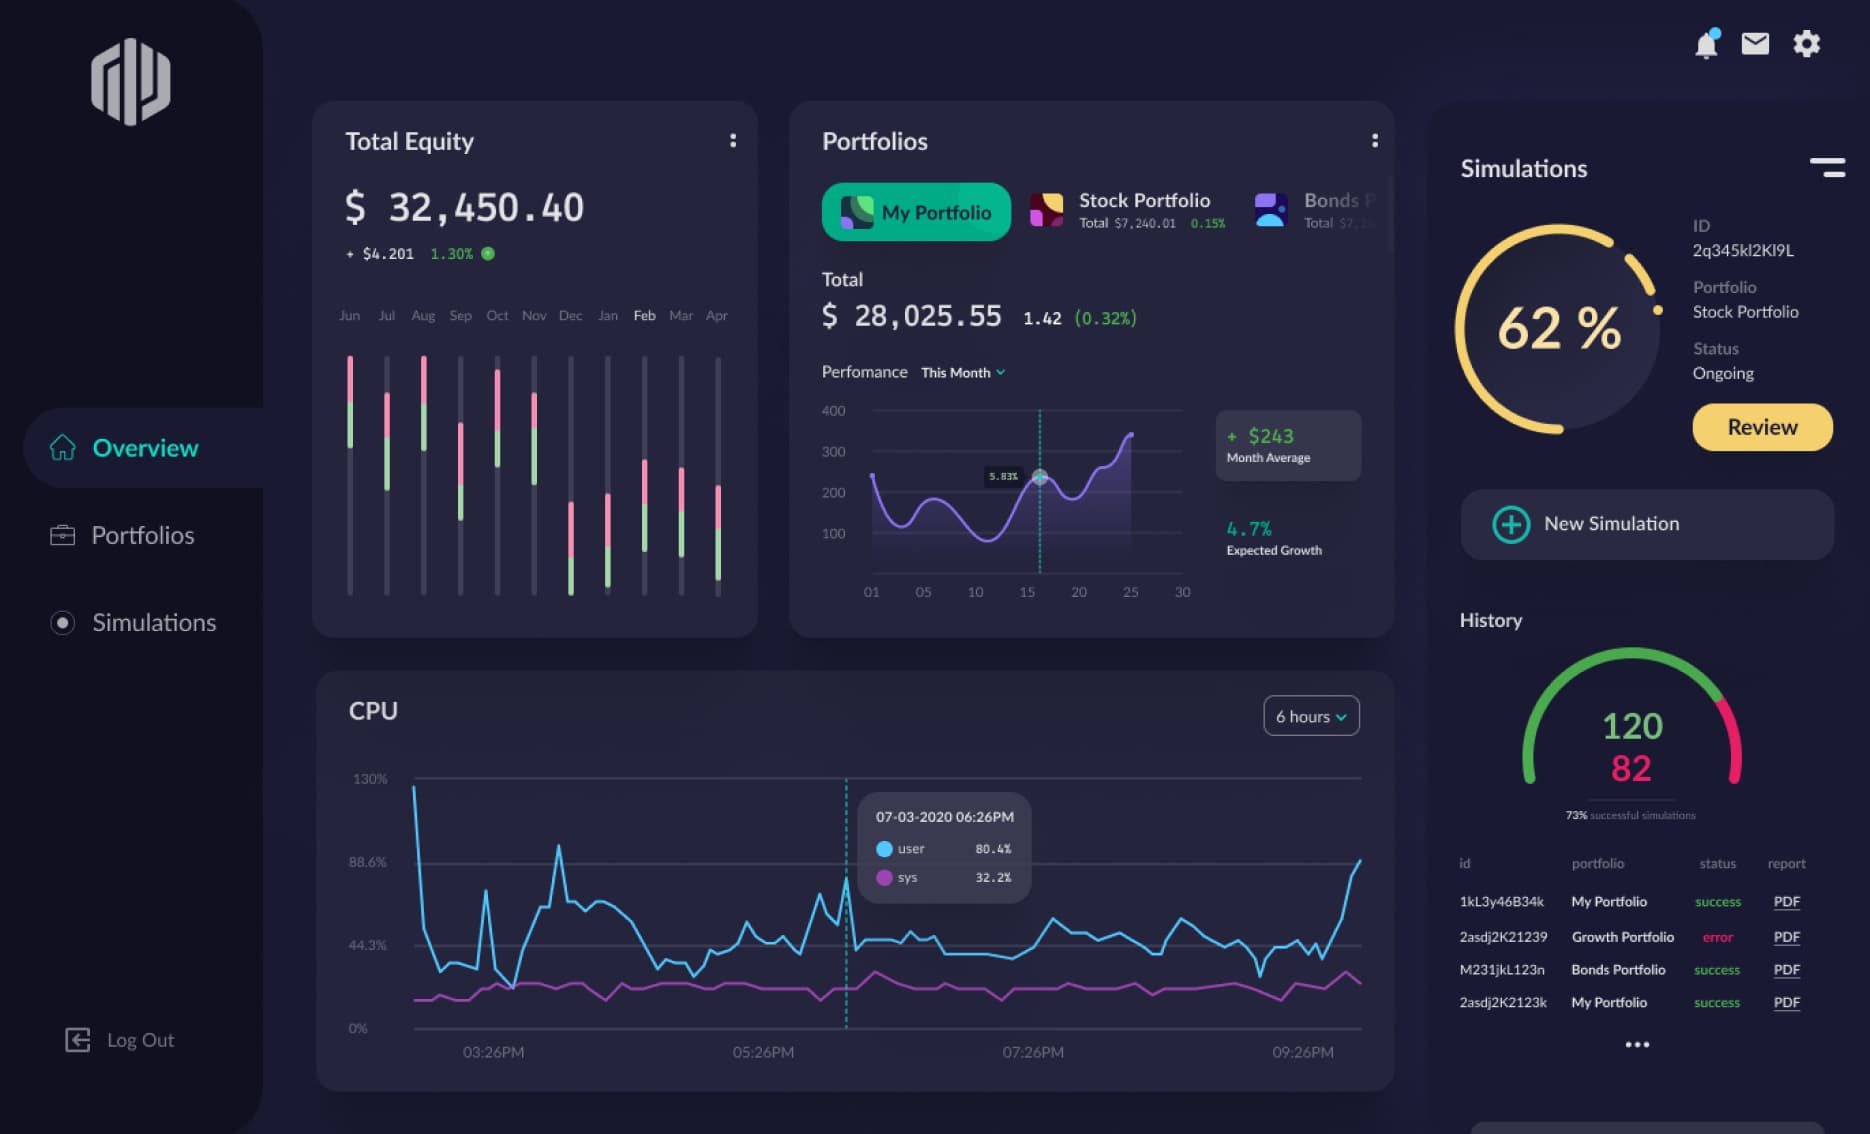 Total Equity
$ 32,450.40
+ $4.201 1.30%
Jun Jul Aug Sep Oct Nov Dec Jan Feb Mar Apr
Portfolios
My Portfolio
Stock Portfolio
Total $7,240.01 0.15%
Bonds P
Total
Total
$ 28,025.55 1.42 (0.32%)
Perfomance This Month
400
300
200
100
5.83%
01 05 10 15 20 25 30
+ $243
Month Average
4.7%
Expected Growth
Overview
Portfolios
Simulations
Log Out
CPU
6 hours
130%
88.6%
44.3%
0%
07-03-2020 06:26PM
user 80.4%
sys 32.2%
03:26PM 05:26PM 07:26PM 09:26PM
Simulations
62 %
ID
2q345kl2Kl9L
Portfolio
Stock Portfolio
Status
Ongoing
Review
New Simulation
History
120
82
73% successful simulations
id portfolio status report
1kL3y46B34k My Portfolio success PDF
2asdj2K21239 Growth Portfolio error PDF
M231jkL123n Bonds Portfolio success PDF
2asdj2K2123k My Portfolio success PDF